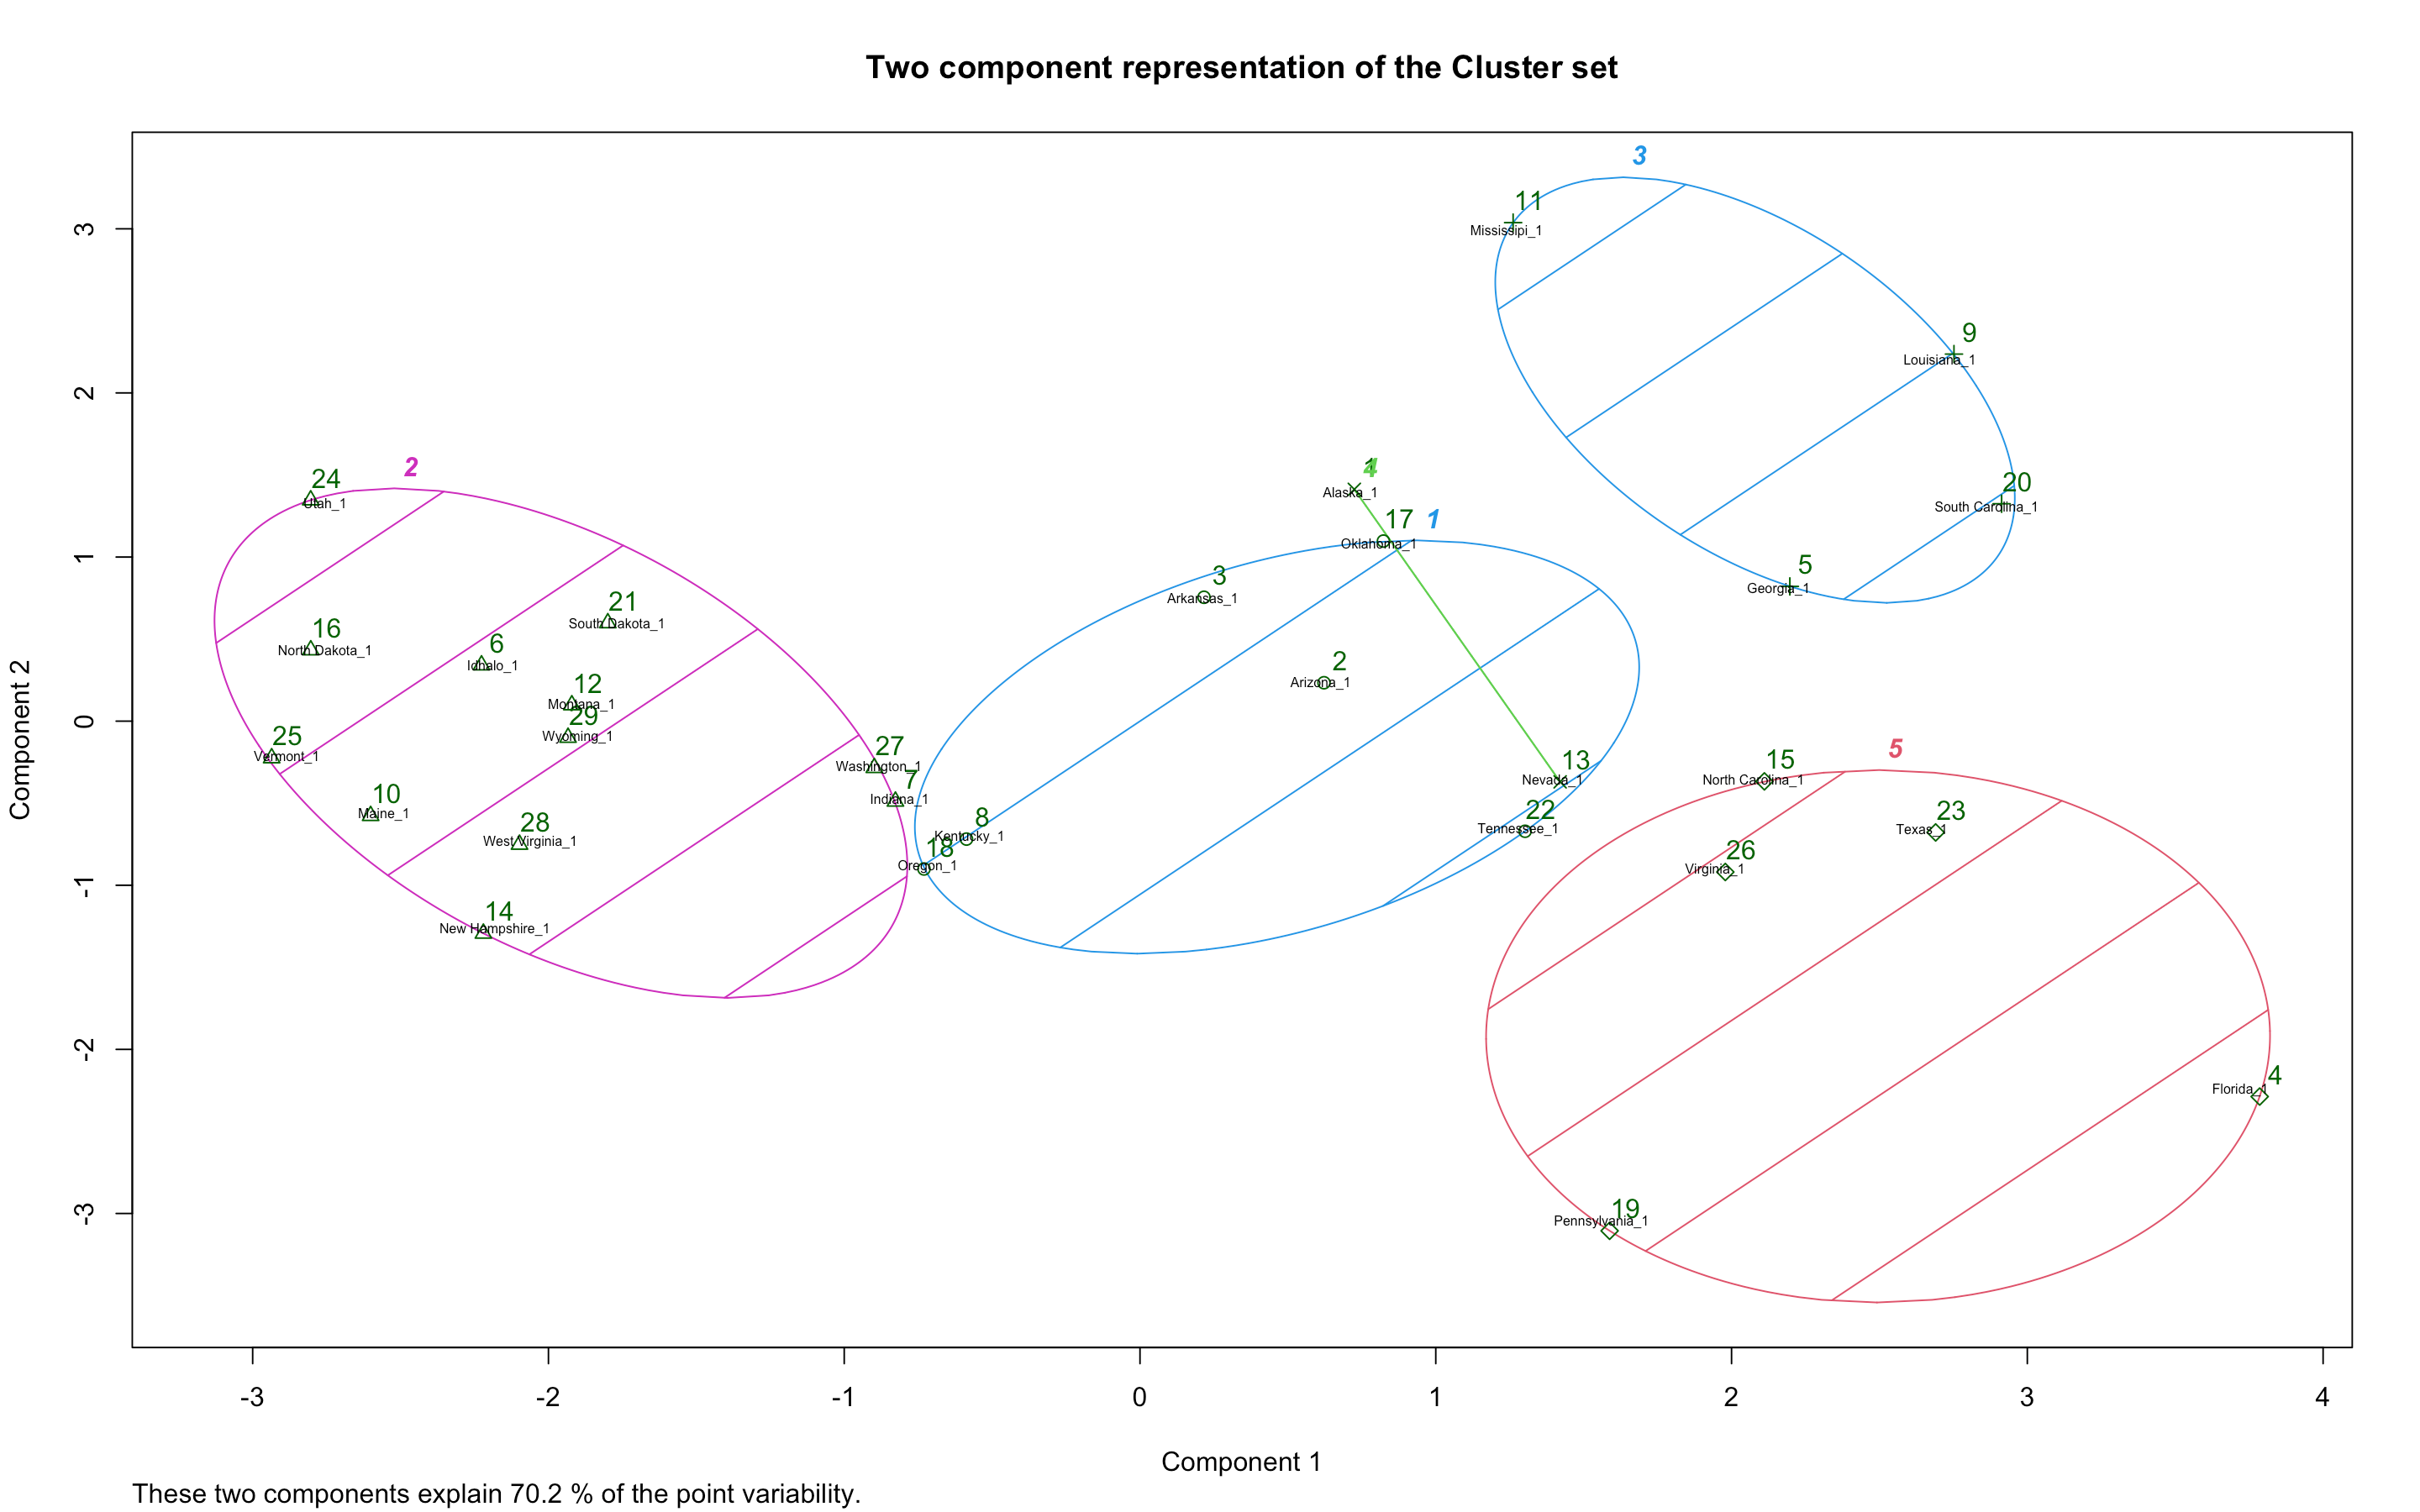 Two component representation of the Cluster set
3
11
Mississipi_1
9
Louisiana_1
2
24
Utah_1
1
4
Alaska_1
20
South Carolina_1
17
1
Oklahoma_1
5
Georgia_1
3
Arkansas_1
21
South Dakota_1
16
North Dakota_1
6
Idhalo_1
2
Arizona_1
12
Montana_1
29
Wyoming_1
25
Vermont_1
27
Washington_1
7
Indiana_1
13
Nevada_1
15
North Carolina_1
5
10
Maine_1
28
West Virginia_1
8
Kentucky_1
18
Oregon_1
22
Tennessee_1
23
Texas_1
26
Virginia_1
14
New Hampshire_1
4
Florida_1
19
Pennsylvania_1
3
2
1
0
-1
-2
-3
Component 2
-3 -2 -1 0 1 2 3 4
Component 1
These two components explain 70.2 % of the point variability.